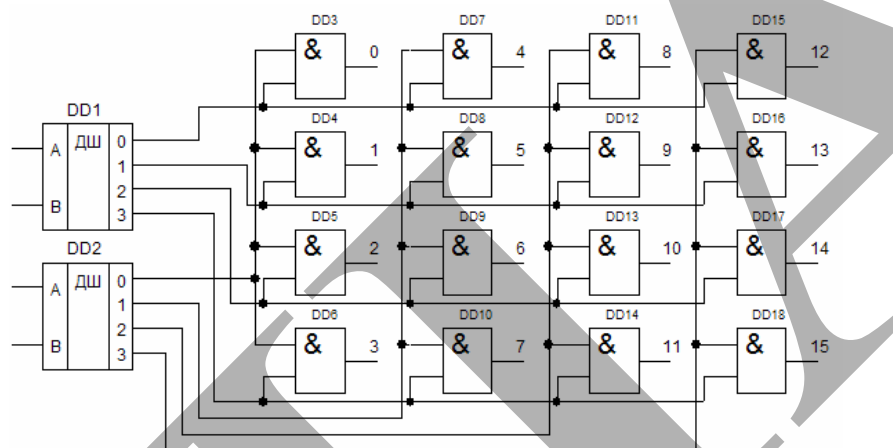 DD3 DD7 DD11 DD15
& 0 & 4 & 8 & 12
DD1
DD4 DD8 DD12 DD16
A ДШ 0
& 1 & 5 & 9 & 13
1
2
B 3
DD5 DD9 DD13 DD17
DD2
& 2 & 6 & 10 & 14
A ДШ 0
1
DD6 DD10 DD14 DD18
2
B 3
& 3 & 7 & 11 & 15